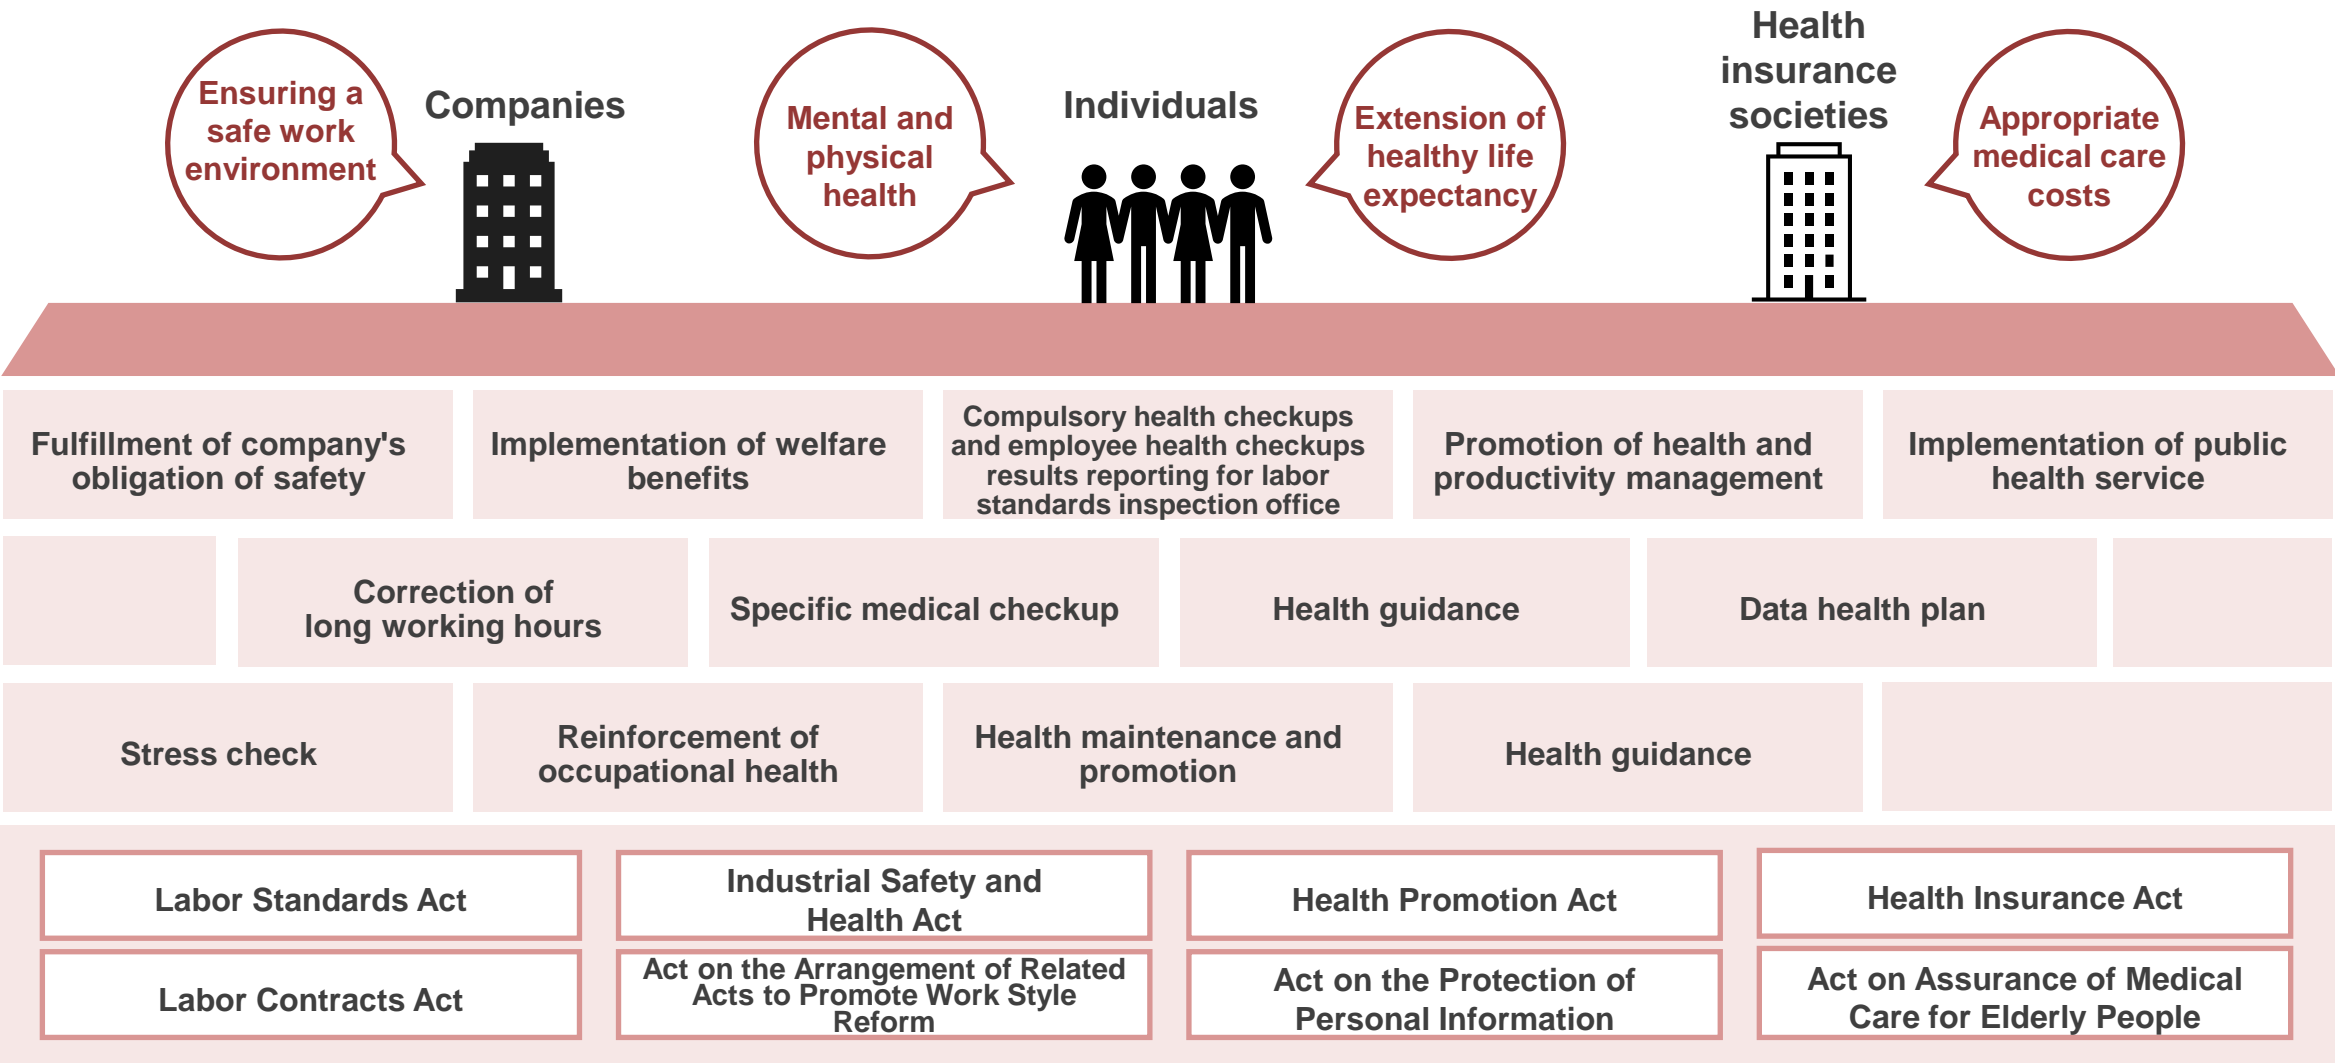 Ensuring a
safe work
environment
Companies
Mental and
physical
health
Individuals
Extension of
healthy life
expectancy
Health
insurance
societies
Appropriate
medical care
costs
Fulfillment of company's
obligation of safety
Implementation of welfare
benefits
Compulsory health checkups
and employee health checkups
results reporting for labor
standards inspection office
Promotion of health and
productivity management
Implementation of public
health service
Correction of
long working hours
Specific medical checkup
Health guidance
Data health plan
Stress check
Reinforcement of
occupational health
Health maintenance and
promotion
Health guidance
Labor Standards Act
Industrial Safety and
Health Act
Health Promotion Act
Health Insurance Act
Labor Contracts Act
Act on the Arrangement of Related
Acts to Promote Work Style
Reform
Act on the Protection of
Personal Information
Act on Assurance of Medical
Care for Elderly People